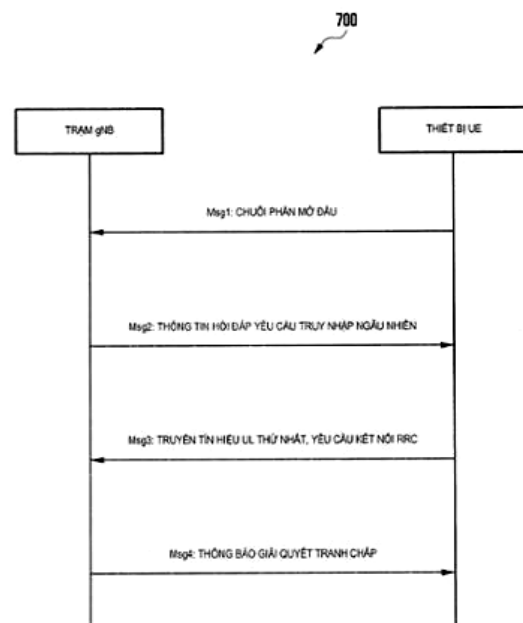 700
TRẠM gNB
THIẾT BỊ UE
Msg1: CHUỖI PHẦN MỞ ĐẦU
Msg2: THÔNG TIN HỒI ĐÁP YÊU CẦU TRUY NHẬP NGẪU NHIÊN
Msg3: TRUYỀN TÍN HIỆU UL THỨ NHẤT, YÊU CẦU KẾT NỐI RRC
Msg4: THÔNG BÁO GIẢI QUYẾT TRANH CHẤP